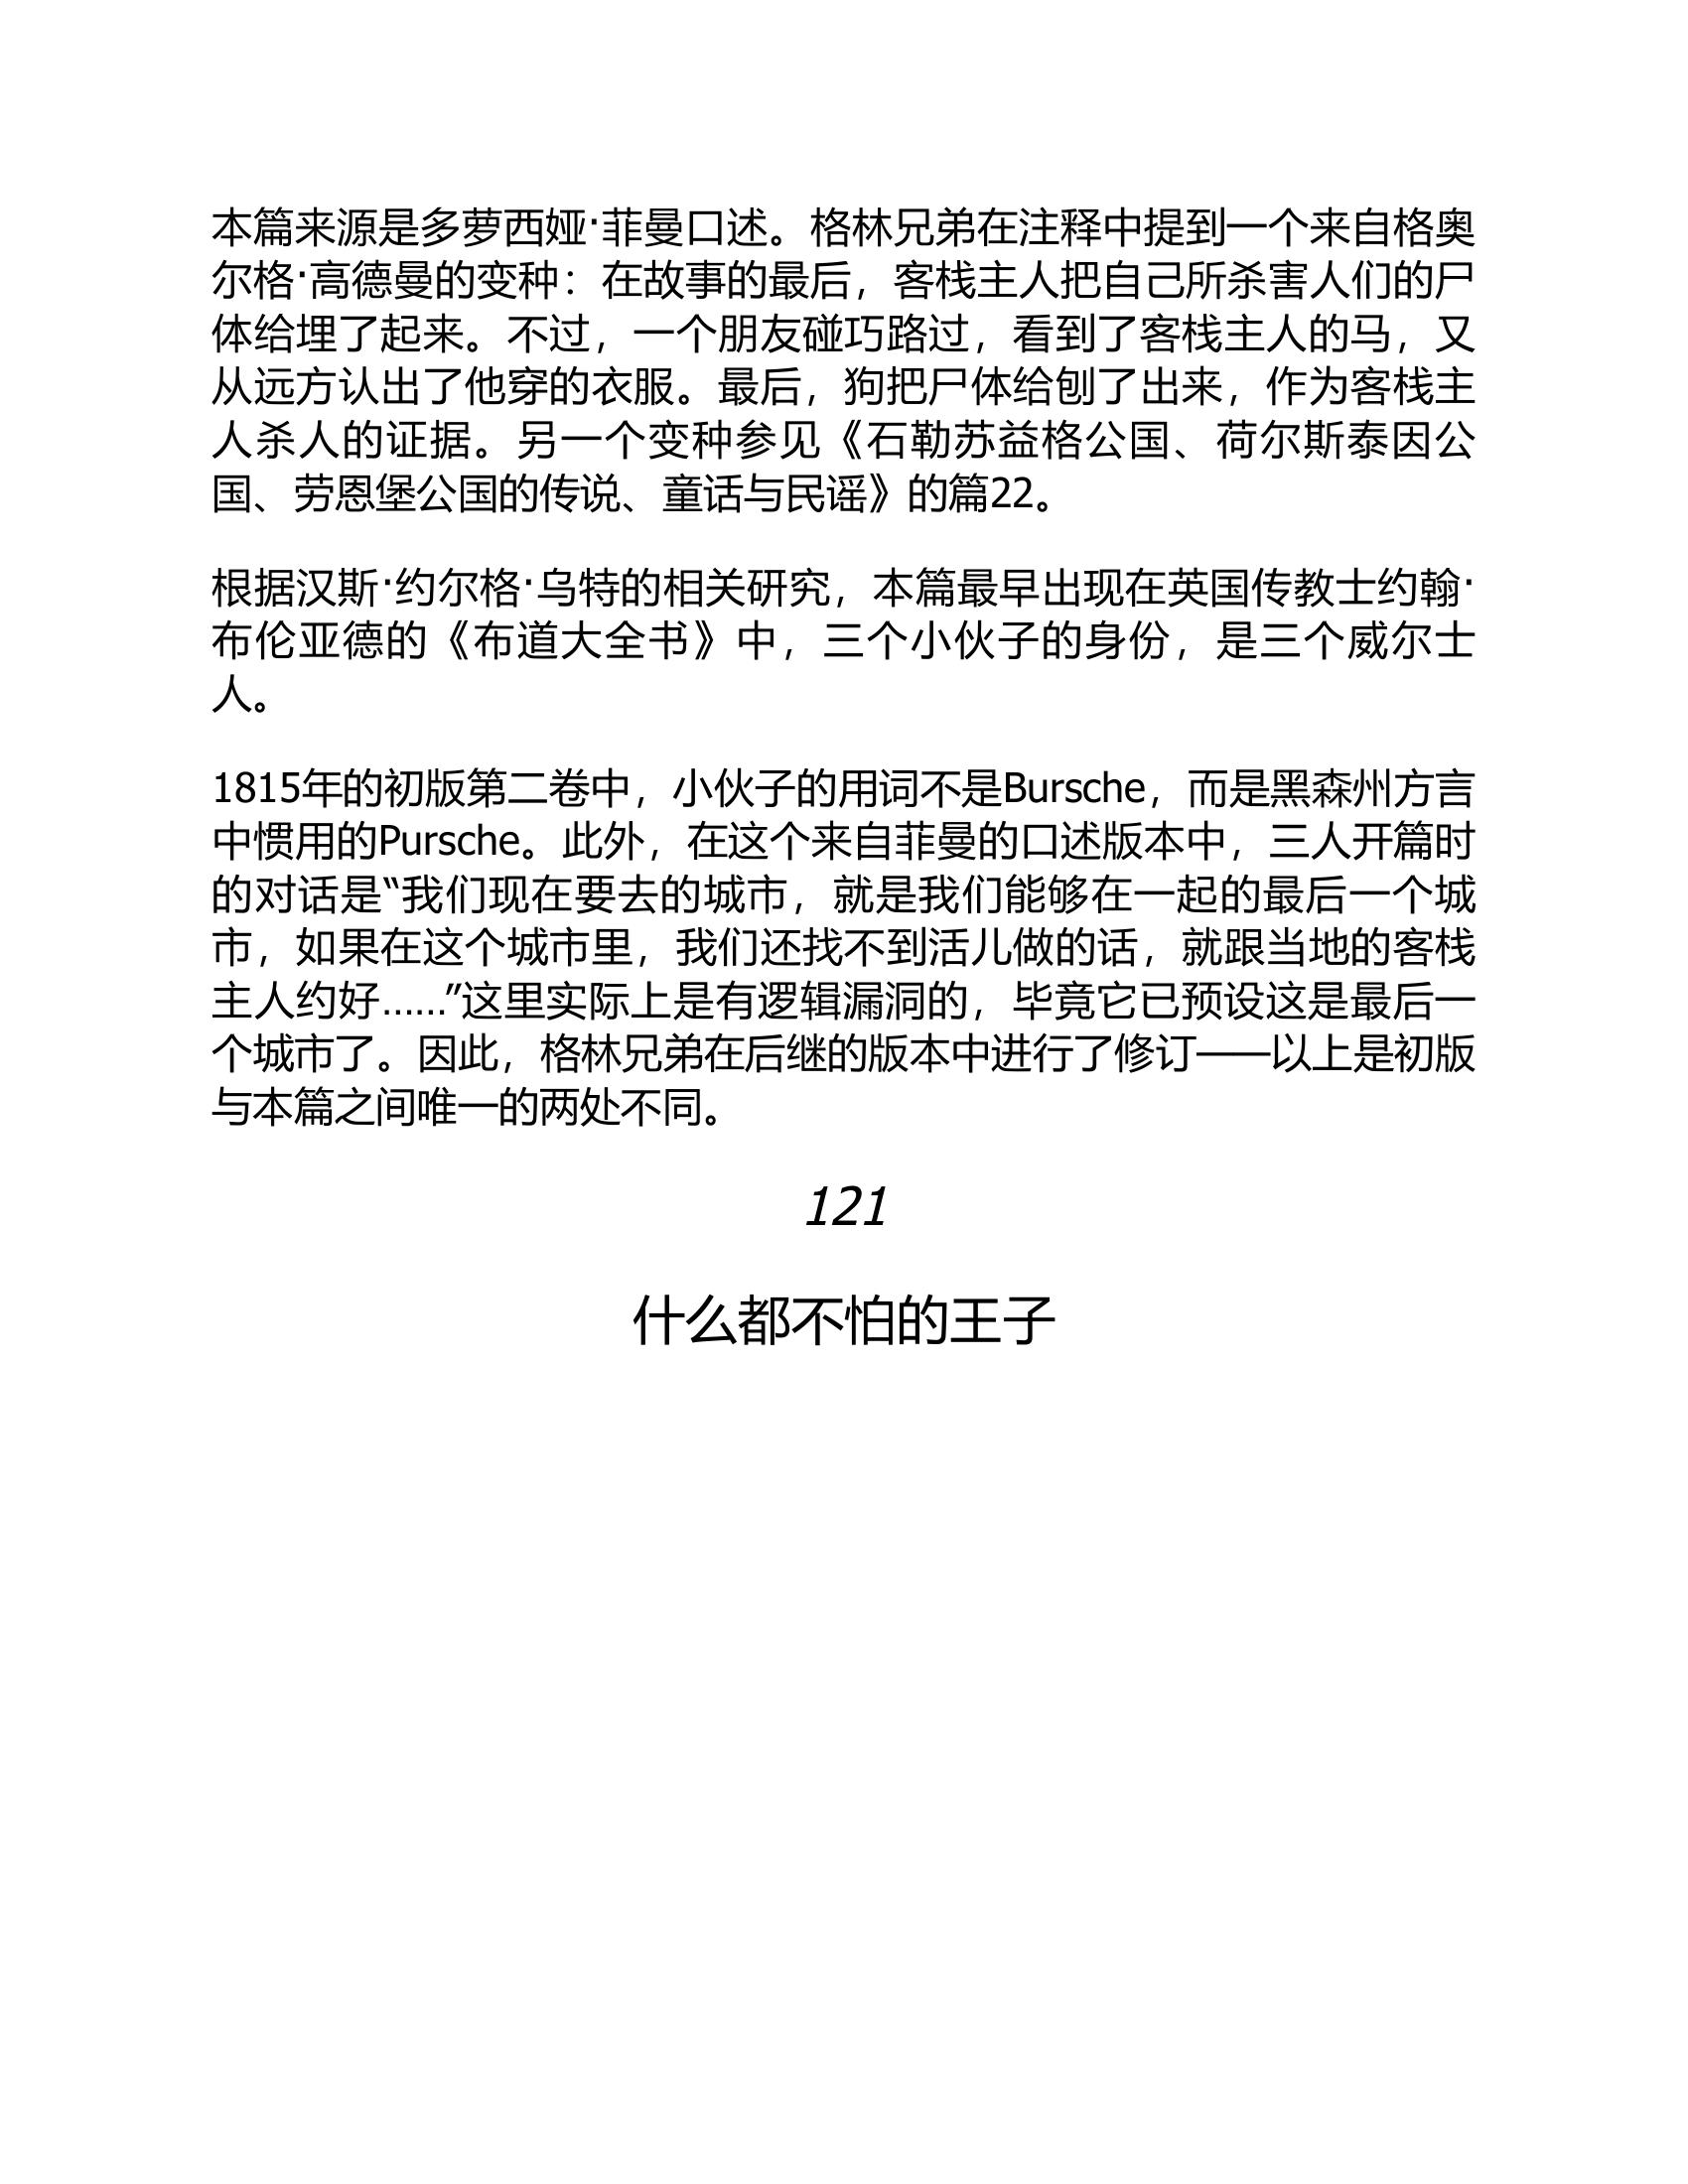 本篇来源是多萝西娅·菲曼口述。格林兄弟在注释中提到一个来自格奥
尔格·高德曼的变种：在故事的最后，客栈主人把自己所杀害人们的尸
体给埋了起来。不过，一个朋友碰巧路过，看到了客栈主人的马，又
从远方认出了他穿的衣服。最后，狗把尸体给刨了出来，作为客栈主
人杀人的证据。另一个变种参见《石勒苏益格公国、荷尔斯泰因公
国、劳恩堡公国的传说、童话与民谣》的篇22。
根据汉斯·约尔格·乌特的相关研究，本篇最早出现在英国传教士约翰·
布伦亚德的《布道大全书》中，三个小伙子的身份，是三个威尔士
人。
1815年的初版第二卷中，小伙子的用词不是Bursche，而是黑森州方言
中惯用的Pursche。此外，在这个来自菲曼的口述版本中，三人开篇时
的对话是“我们现在要去的城市，就是我们能够在一起的最后一个城
市，如果在这个城市里，我们还找不到活儿做的话，就跟当地的客栈
主人约好……”这里实际上是有逻辑漏洞的，毕竟它已预设这是最后一
个城市了。因此，格林兄弟在后继的版本中进行了修订——以上是初版
与本篇之间唯一的两处不同。
121
什么都不怕的王子